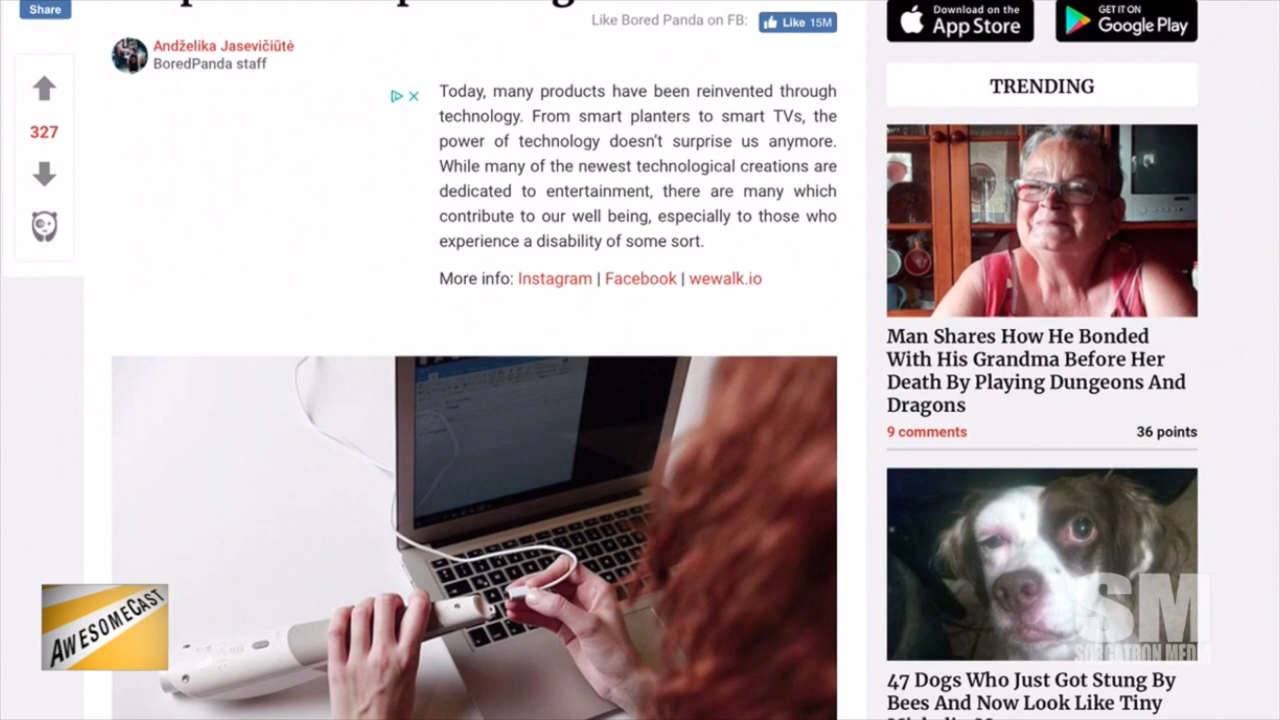 Share
Like Bored Panda on FB:
Like 15M
Download on the
App Store
GET IT ON
Google Play
Andželika Jasevičiūtė
BoredPanda staff
327
Today, many products have been reinvented through
technology. From smart planters to smart TVs, the
power of technology doesn’t surprise us anymore.
While many of the newest technological creations are
dedicated to entertainment, there are many which
contribute to our well being, especially to those who
experience a disability of some sort.
More info: Instagram | Facebook | wewalk.io
TRENDING
Man Shares How He Bonded
With His Grandma Before Her
Death By Playing Dungeons And
Dragons
9 comments
36 points
47 Dogs Who Just Got Stung By
Bees And Now Look Like Tiny
AWESOMECAST
SM
SORGATRON MEDIA